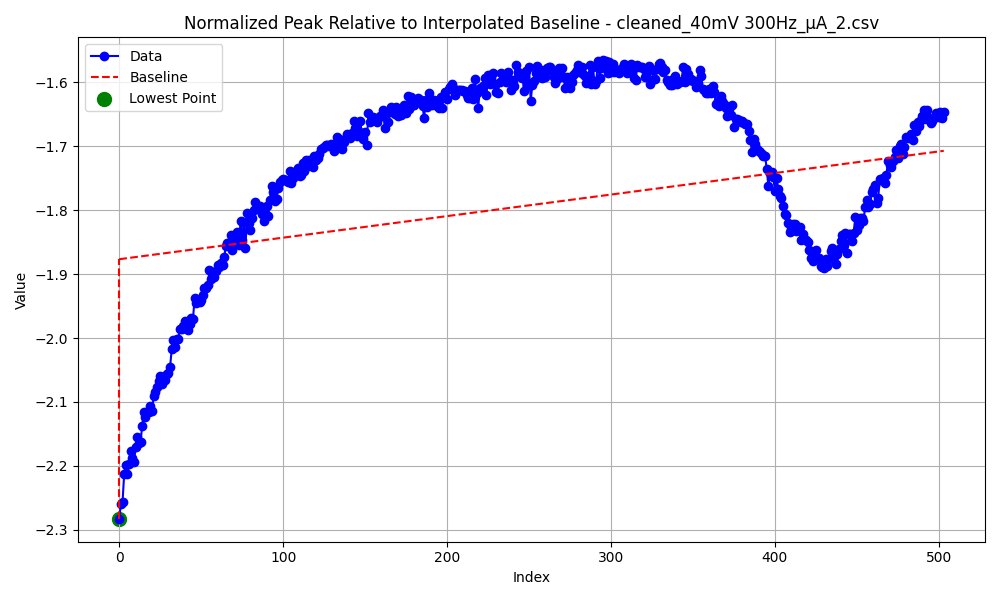 Normalized Peak Relative to Interpolated Baseline - cleaned_40mV 300Hz_µA_2.csv
Data
Baseline
Lowest Point
−1.6
−1.7
−1.8
−1.9
−2.0
−2.1
−2.2
−2.3
Value
0 100 200 300 400 500
Index